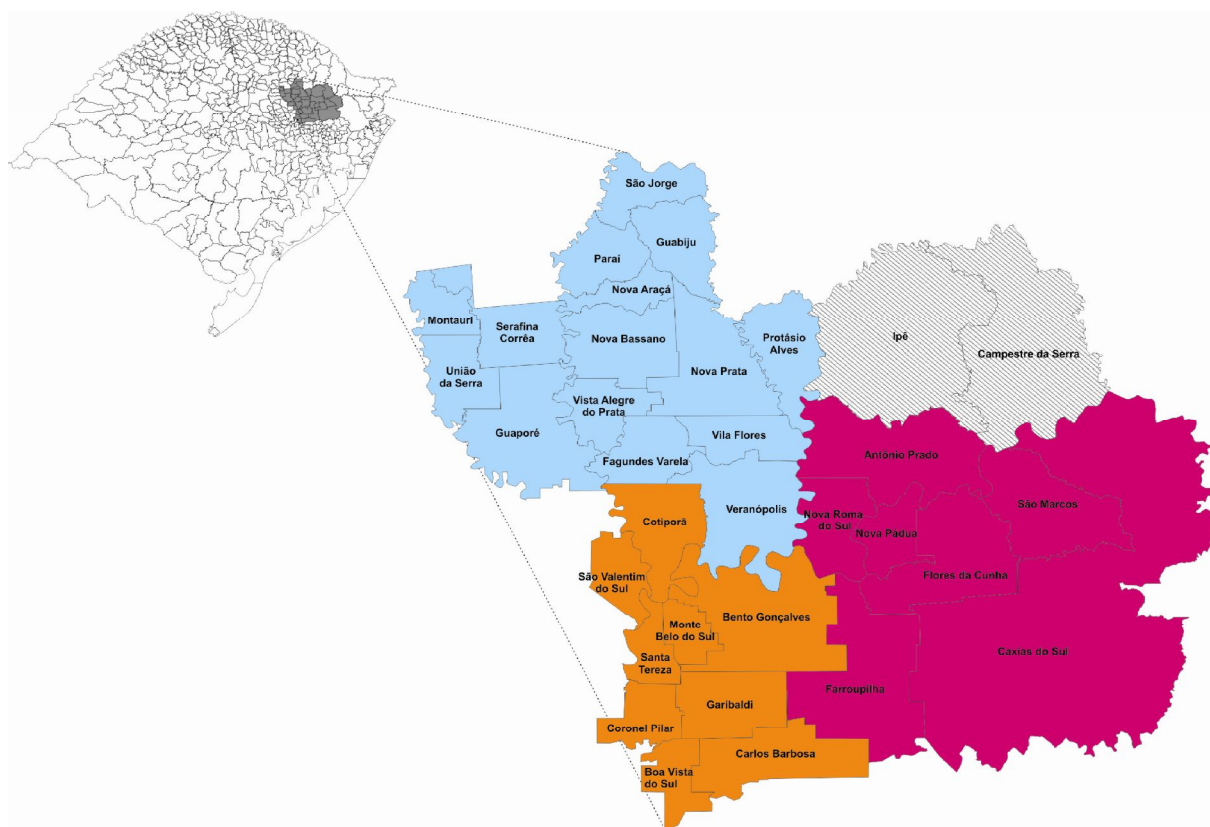 São Jorge
Guabiju
Paraí
Nova Araçá
Montauri
Serafina
Corrêa
Nova Bassano
Protásio
Alves
Ipê
Campestre da Serra
União
da Serra
Nova Prata
Vista Alegre
do Prata
Guaporé
Vila Flores
Fagundes Varela
Antônio Prado
Veranópolis
Cotiporã
Nova Roma
do Sul
São Marcos
Nova Pádua
Flores da Cunha
São Valentim
do Sul
Bento Gonçalves
Monte
Belo do Sul
Santa
Tereza
Caxias do Sul
Farroupilha
Garibaldi
Coronel Pilar
Carlos Barbosa
Boa Vista
do Sul